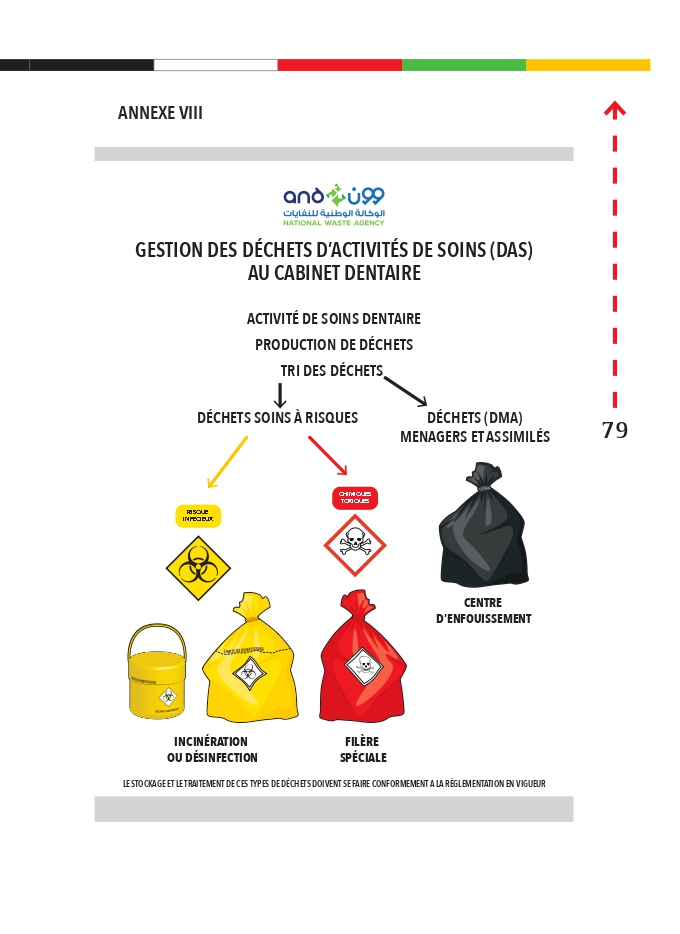 ANNEXE VIII
and وون
الوكالة الوطنية للنفايات
NATIONAL WASTE AGENCY
GESTION DES DÉCHETS D'ACTIVITÉS DE SOINS (DAS)
AU CABINET DENTAIRE
ACTIVITÉ DE SOINS DENTAIRE
PRODUCTION DE DÉCHETS
TRI DES DÉCHETS
DÉCHETS SOINS À RISQUES
DÉCHETS (DMA)
MENAGERS ET ASSIMILÉS
79
CHIMIQUES
TOXIQUES
RISQUE
INFECIEUX
CENTRE
D'ENFOUISSEMENT
INCINÉRATION
OU DÉSINFECTION
FILÈRE
SPÉCIALE
LE STOCKAGE ET LE TRAITEMENT DE CES TYPES DE DÉCHETS DOIVENT SE FAIRE CONFORMEMENT A LA RÉGLEMENTATION EN VIGUEUR